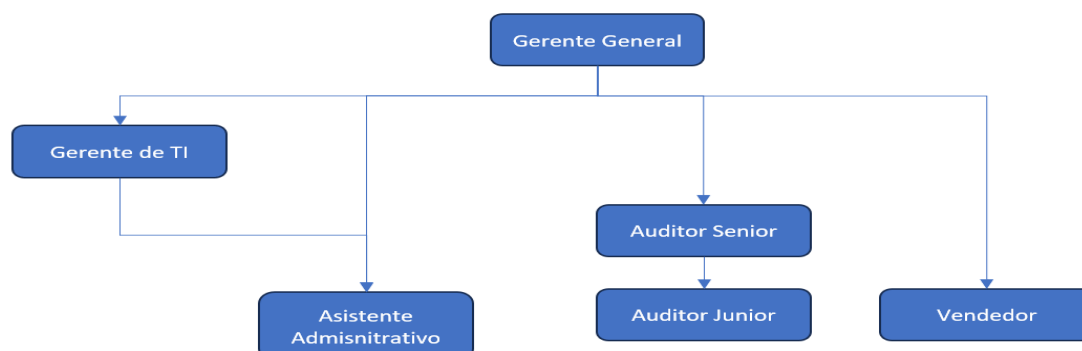 Gerente General
Gerente de TI
Auditor Senior
Asistente
Admisnitrativo
Auditor Junior
Vendedor